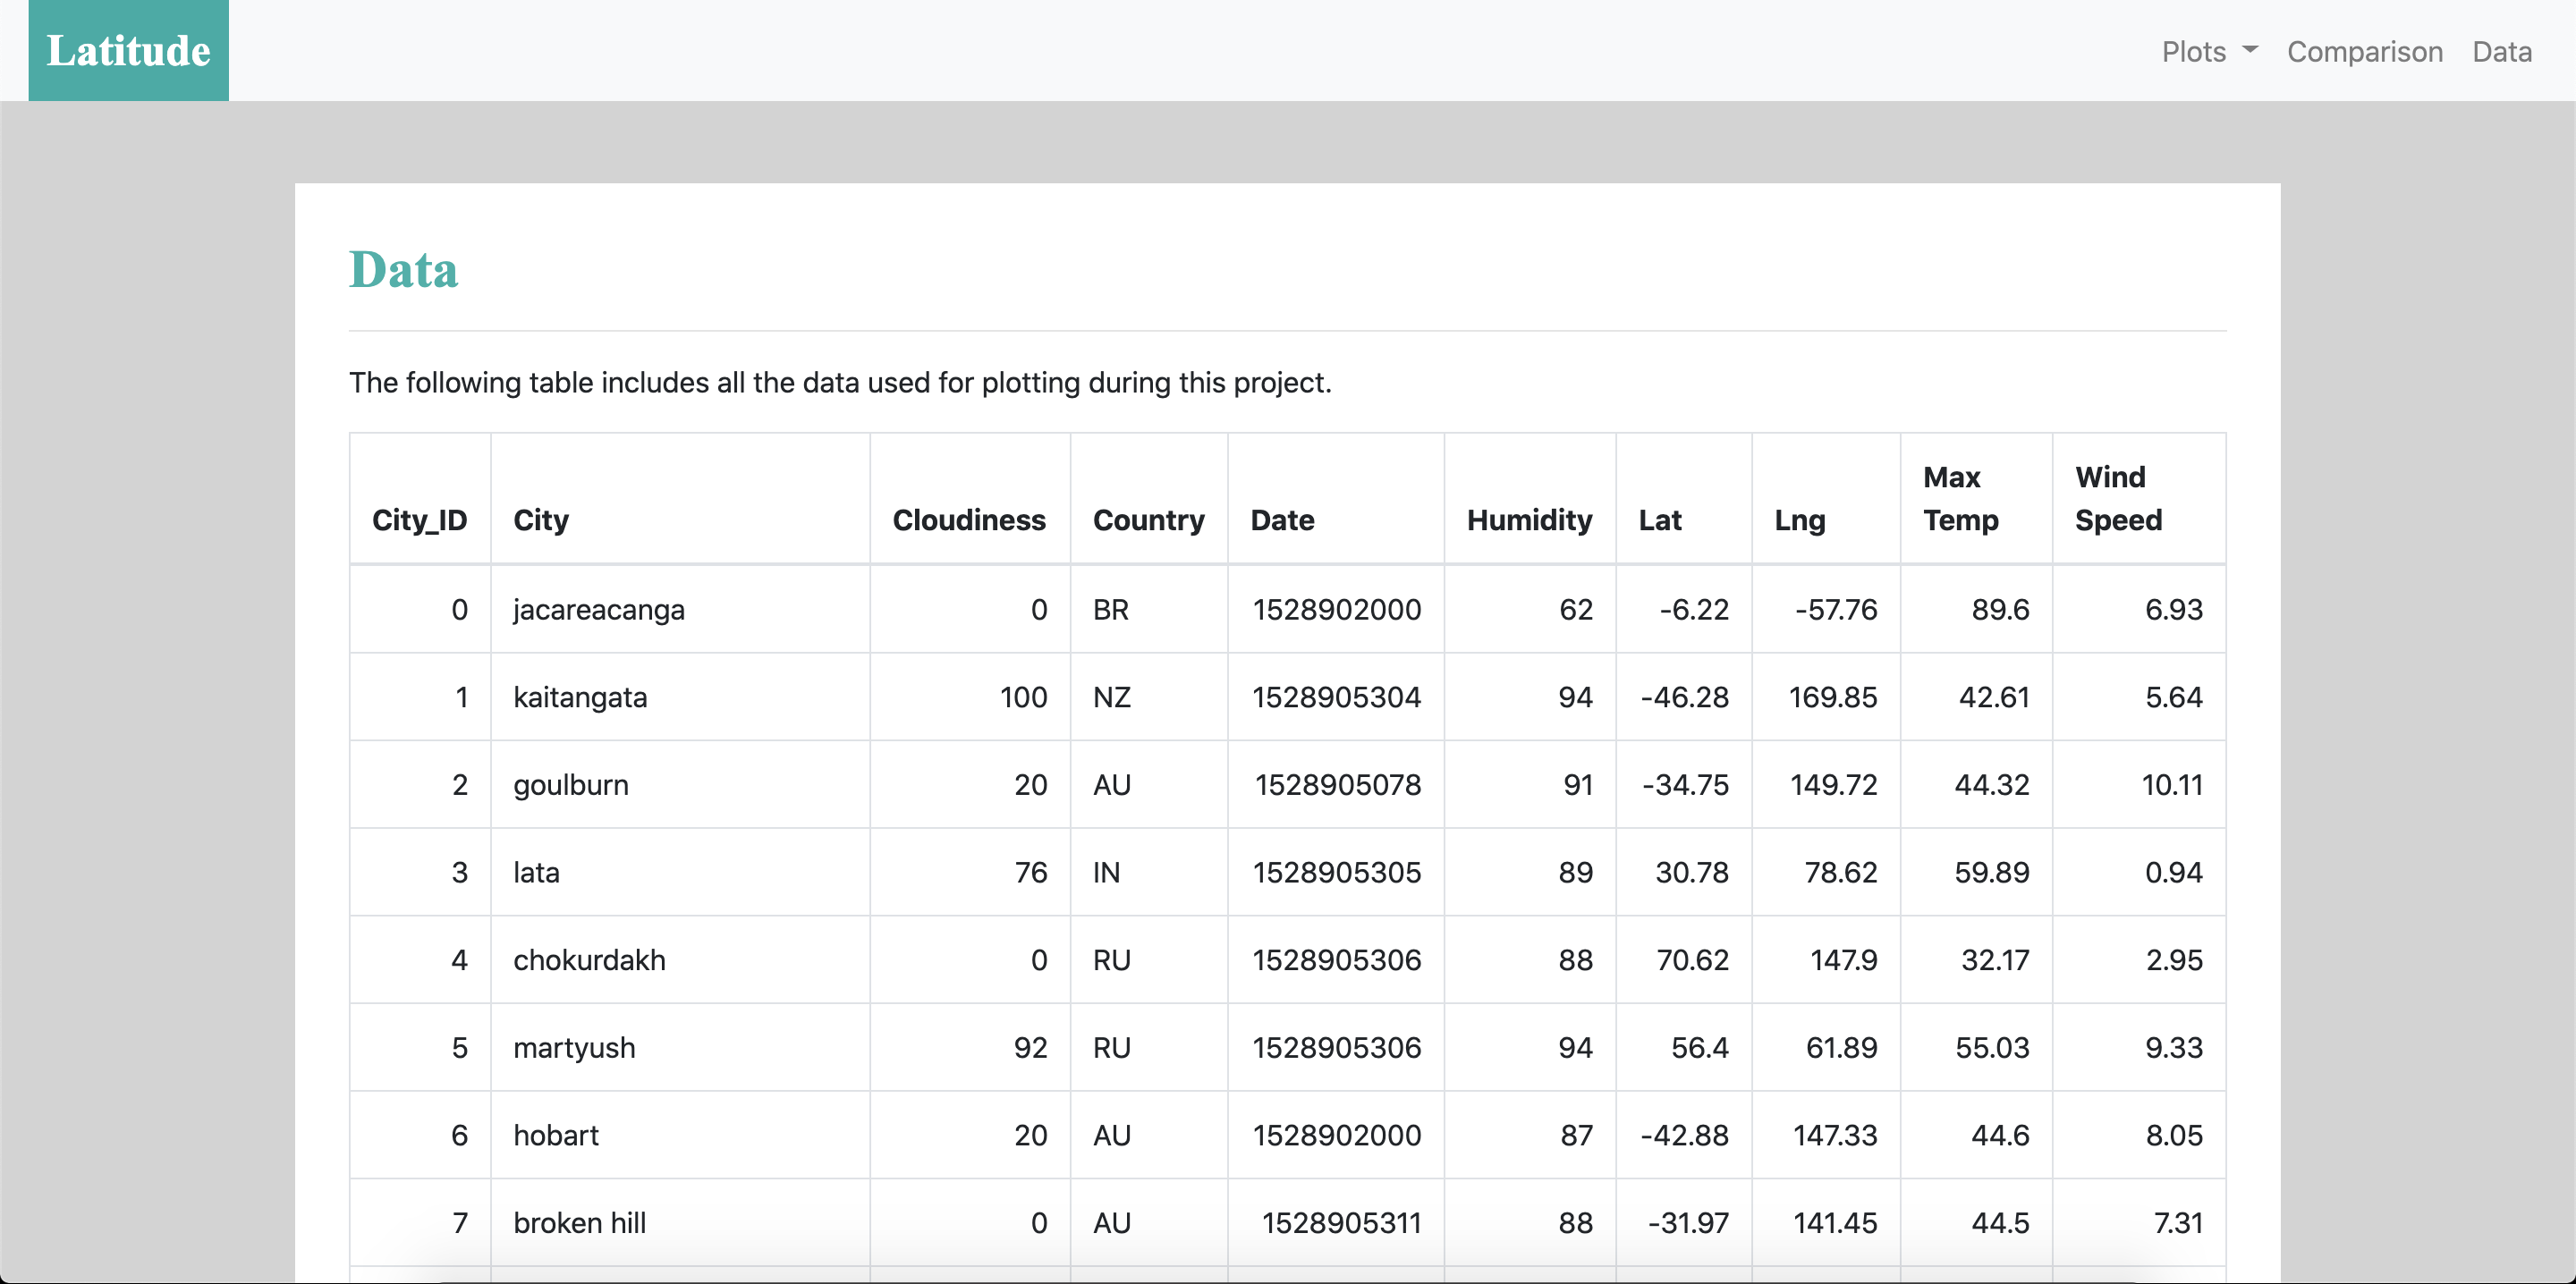 Latitude
Plots Comparison Data
Data
The following table includes all the data used for plotting during this project.
City_ID City Cloudiness Country Date Humidity Lat Lng Max Temp Wind Speed
0 jacareacanga 0 BR 1528902000 62 -6.22 -57.76 89.6 6.93
1 kaitangata 100 NZ 1528905304 94 -46.28 169.85 42.61 5.64
2 goulburn 20 AU 1528905078 91 -34.75 149.72 44.32 10.11
3 lata 76 IN 1528905305 89 30.78 78.62 59.89 0.94
4 chokurdakh 0 RU 1528905306 88 70.62 147.9 32.17 2.95
5 martyush 92 RU 1528905306 94 56.4 61.89 55.03 9.33
6 hobart 20 AU 1528902000 87 -42.88 147.33 44.6 8.05
7 broken hill 0 AU 1528905311 88 -31.97 141.45 44.5 7.31